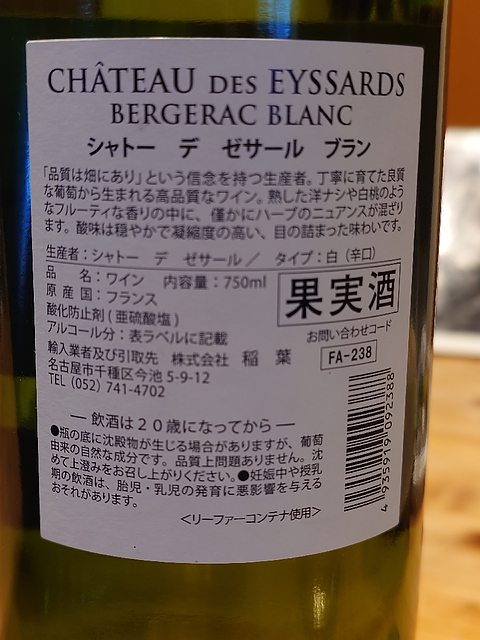 CHÂTEAU DES EYSSARDS
BERGERAC BLANC
シャトー　デ　ゼサール　ブラン
「品質は畑にあり」という信念を持つ生産者。丁寧に育てた良質
な葡萄から生まれる高品質なワイン。熟した洋ナシや白桃のよう
なフルーティな香りの中に、僅かにハーブのニュアンスが混ざり
ます。酸味は穏やかで凝縮度の高い、目の詰まった味わいです。
生産者：シャトー　デ　ゼサール ／　タイプ：白（辛口）
品　　名：ワイン　内容量：750ml
原 産 国：フランス
酸化防止剤（亜硫酸塩）
アルコール分：表ラベルに記載
果実酒
お問い合わせコード
FA-238
輸入業者及び引取先　株式会社　稲　葉
名古屋市千種区今池 5-9-12
TEL (052) 741-4702
― 飲酒は２０歳になってから ―
●瓶の底に沈殿物が生じる場合がありますが、葡萄
由来の自然な成分です。品質上問題ありません。沈
めて上澄みをお召し上がりください。●妊娠中や授乳
期の飲酒は、胎児・乳児の発育に悪影響を与える
おそれがあります。
＜リーファーコンテナ使用＞
4 935919 092388